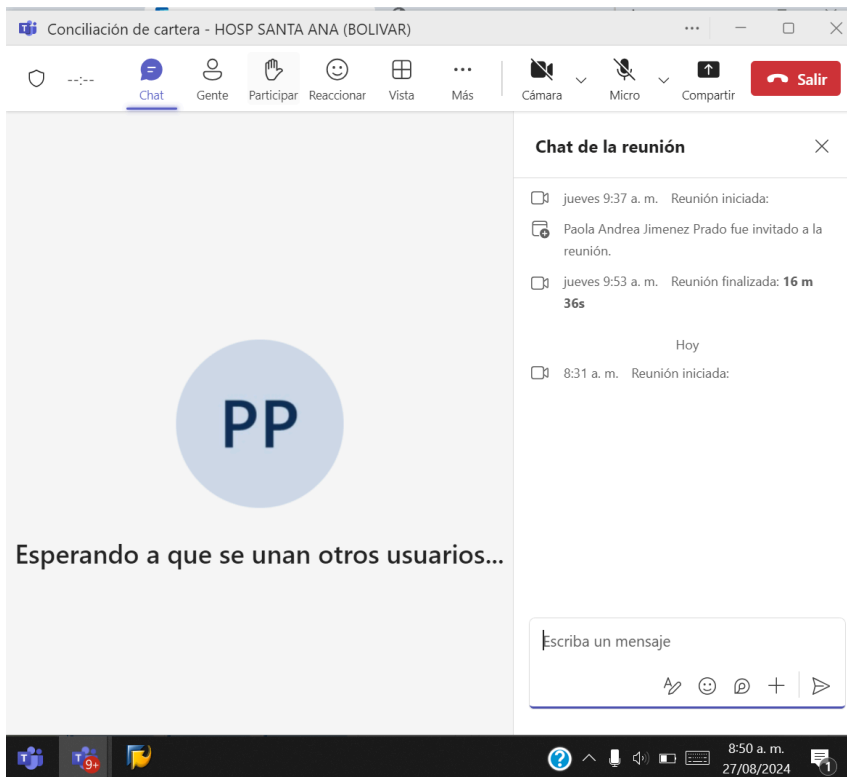 Conciliación de cartera - HOSP SANTA ANA (BOLIVAR)
--:--
Chat
Gente
Participar
Reaccionar
Vista
Más
Cámara
Micro
Compartir
Salir
Chat de la reunión
jueves 9:37 a. m. Reunión iniciada:
Paola Andrea Jimenez Prado fue invitado a la
reunión.
jueves 9:53 a. m. Reunión finalizada: 16 m
36s
Hoy
8:31 a. m. Reunión iniciada:
PP
Esperando a que se unan otros usuarios...
Escriba un mensaje
9+
8:50 a. m.
27/08/2024
1